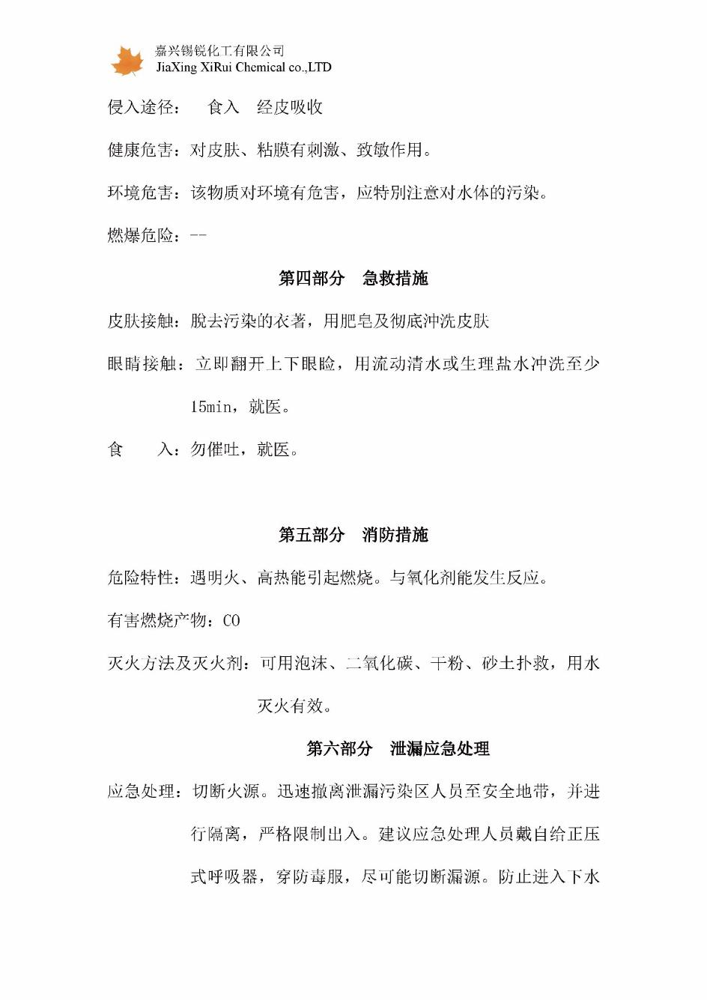 嘉兴锡锐化工有限公司
JiaXing XiRui Chemical co.,LTD
侵入途径： 食入 经皮吸收
健康危害：对皮肤、粘膜有刺激、致敏作用。
环境危害：该物质对环境有危害，应特别注意对水体的污染。
燃爆危险：--
第四部分 急救措施
皮肤接触：脱去污染的衣著，用肥皂及彻底冲洗皮肤
眼睛接触：立即翻开上下眼睑，用流动清水或生理盐水冲洗至少
15min，就医。
食 入：勿催吐，就医。
第五部分 消防措施
危险特性：遇明火、高热能引起燃烧。与氧化剂能发生反应。
有害燃烧产物：CO
灭火方法及灭火剂：可用泡沫、二氧化碳、干粉、砂土扑救，用水
灭火有效。
第六部分 泄漏应急处理
应急处理：切断火源。迅速撤离泄漏污染区人员至安全地带，并进
行隔离，严格限制出入。建议应急处理人员戴自给正压
式呼吸器，穿防毒服，尽可能切断漏源。防止进入下水